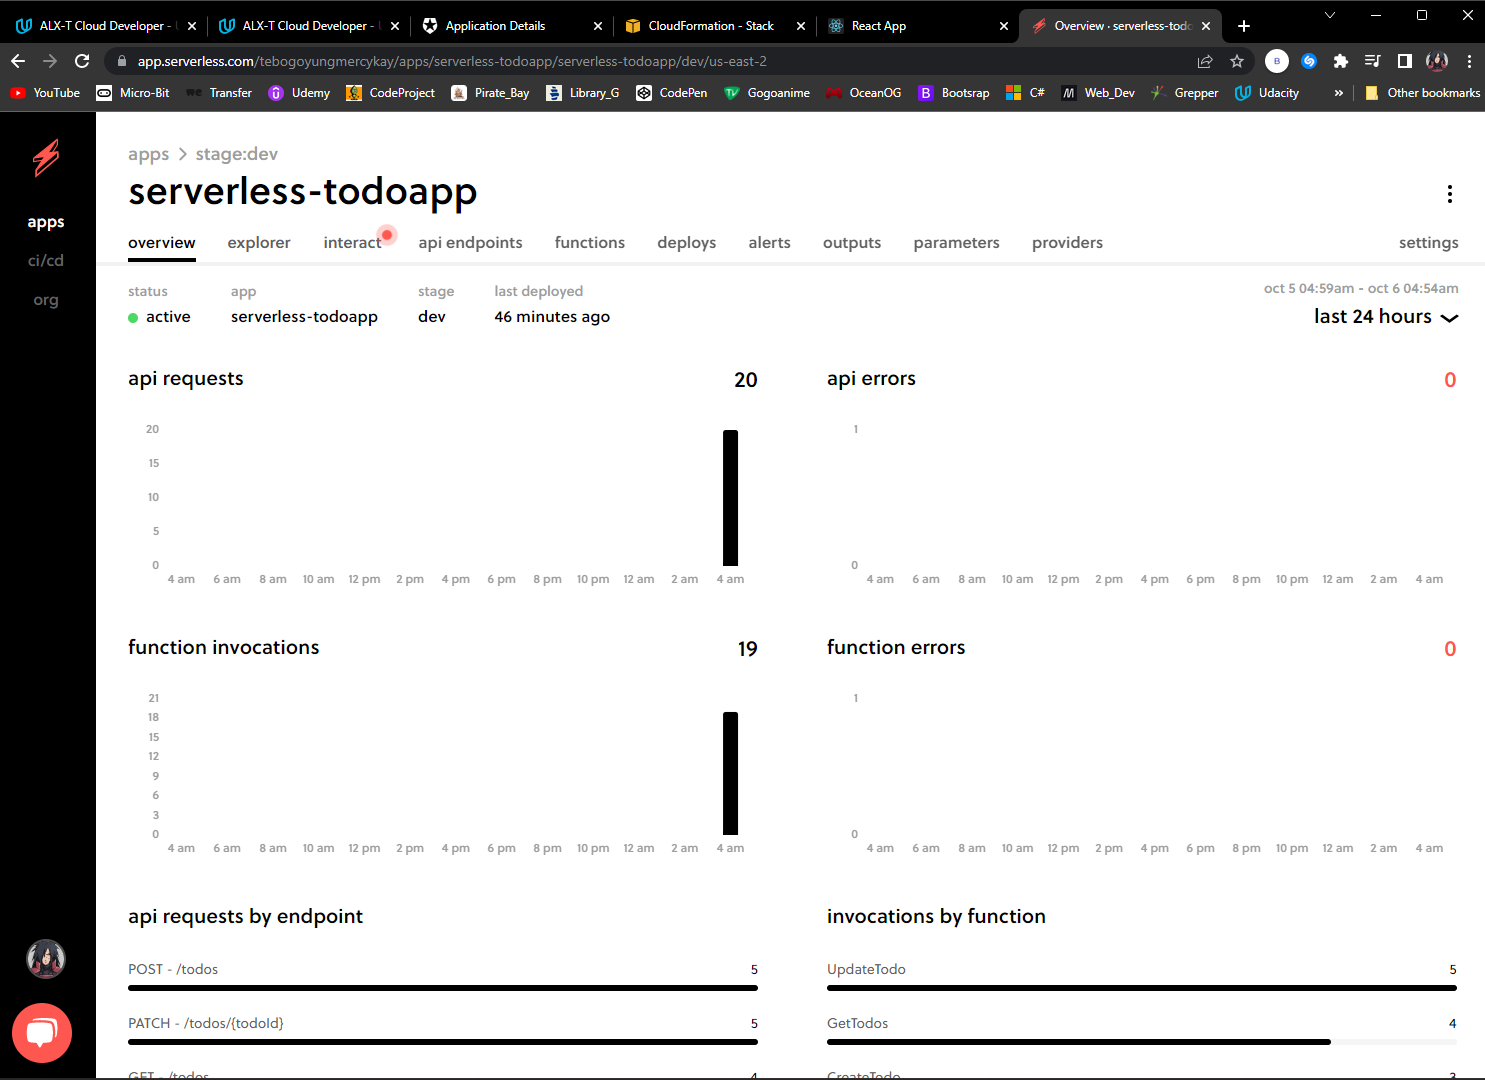 ALX-T Cloud Developer - ALX-T Cloud Developer - Application Details CloudFormation - Stack React App Overview · serverless-todo
app.serverless.com/tebogoyungmercykay/apps/serverless-todoapp/serverless-todoapp/dev/us-east-2 B
YouTube Micro-Bit we Transfer Udemy CodeProject Pirate_Bay Library_G CodePen Gogoanime OceanOG B Bootsrap C# M Web_Dev Grepper Udacity » Other bookmarks
apps > stage:dev
serverless-todoapp
apps
ci/cd
org
overview explorer interact api endpoints functions deploys alerts outputs parameters providers settings
status app stage last deployed oct 5 04:59am - oct 6 04:54am
active serverless-todoapp dev 46 minutes ago last 24 hours
api requests 20 api errors 0
20 1
15
10
5
0 0
4 am 6 am 8 am 10 am 12 pm 2 pm 4 pm 6 pm 8 pm 10 pm 12 am 2 am 4 am 4 am 6 am 8 am 10 am 12 pm 2 pm 4 pm 6 pm 8 pm 10 pm 12 am 2 am 4 am
function invocations 19 function errors 0
21 1
18
15
12
9
6
3
0 0
4 am 6 am 8 am 10 am 12 pm 2 pm 4 pm 6 pm 8 pm 10 pm 12 am 2 am 4 am 4 am 6 am 8 am 10 am 12 pm 2 pm 4 pm 6 pm 8 pm 10 pm 12 am 2 am 4 am
api requests by endpoint invocations by function
POST - /todos 5 UpdateTodo 5
PATCH - /todos/{todoId} 5 GetTodos 4
GET - /todos 4 CreateTodo 3